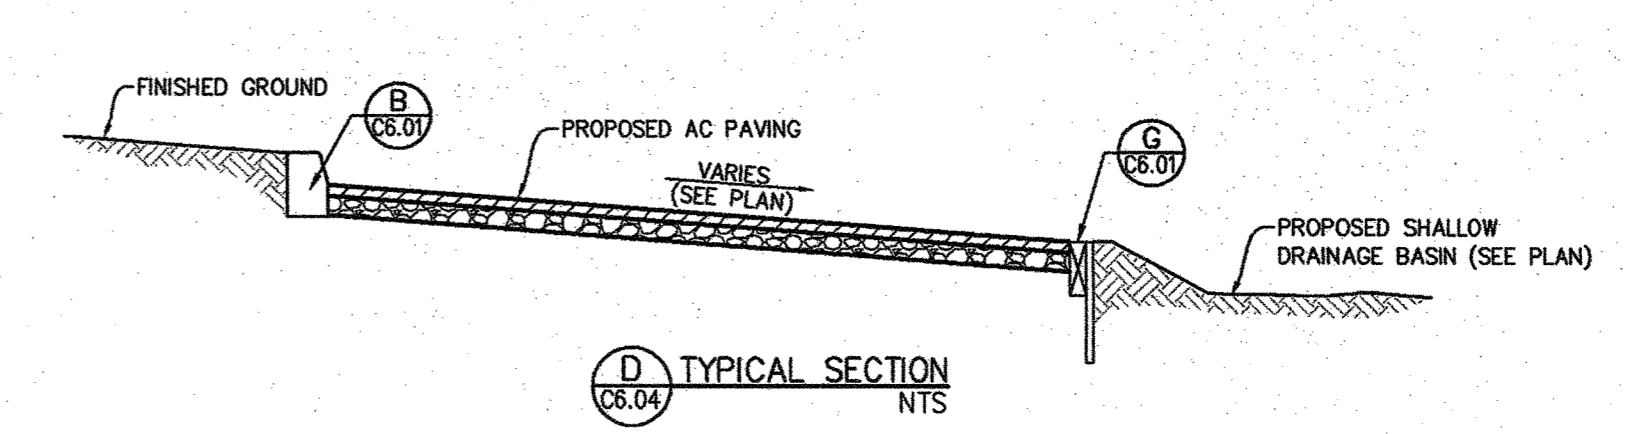 FINISHED GROUND
B
C6.01
PROPOSED AC PAVING
VARIES
(SEE PLAN)
G
C6.01
PROPOSED SHALLOW
DRAINAGE BASIN (SEE PLAN)
D
C6.04
TYPICAL SECTION
NTS